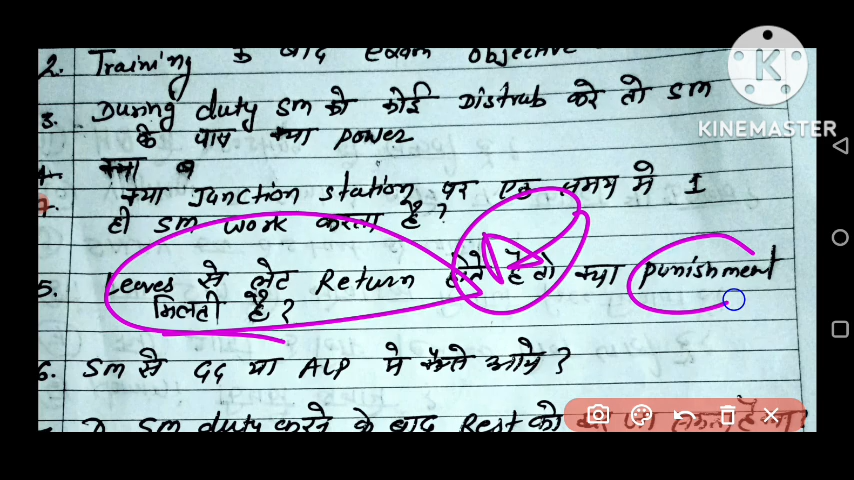 K
KINEMASTER
2. Training के बाद exam objective
3. During duty Sm को कोई Distrub करे तो Sm
के पास क्या power
4. क्या Junction station पर एक समय मे 1
ही Sm work करता है?
5. Leaves से लेट Return होते है तो क्या punishment
मिलती है?
6. Sm से GG या ALP मे कैसे आये?
7. Sm duty करने के बाद Rest को